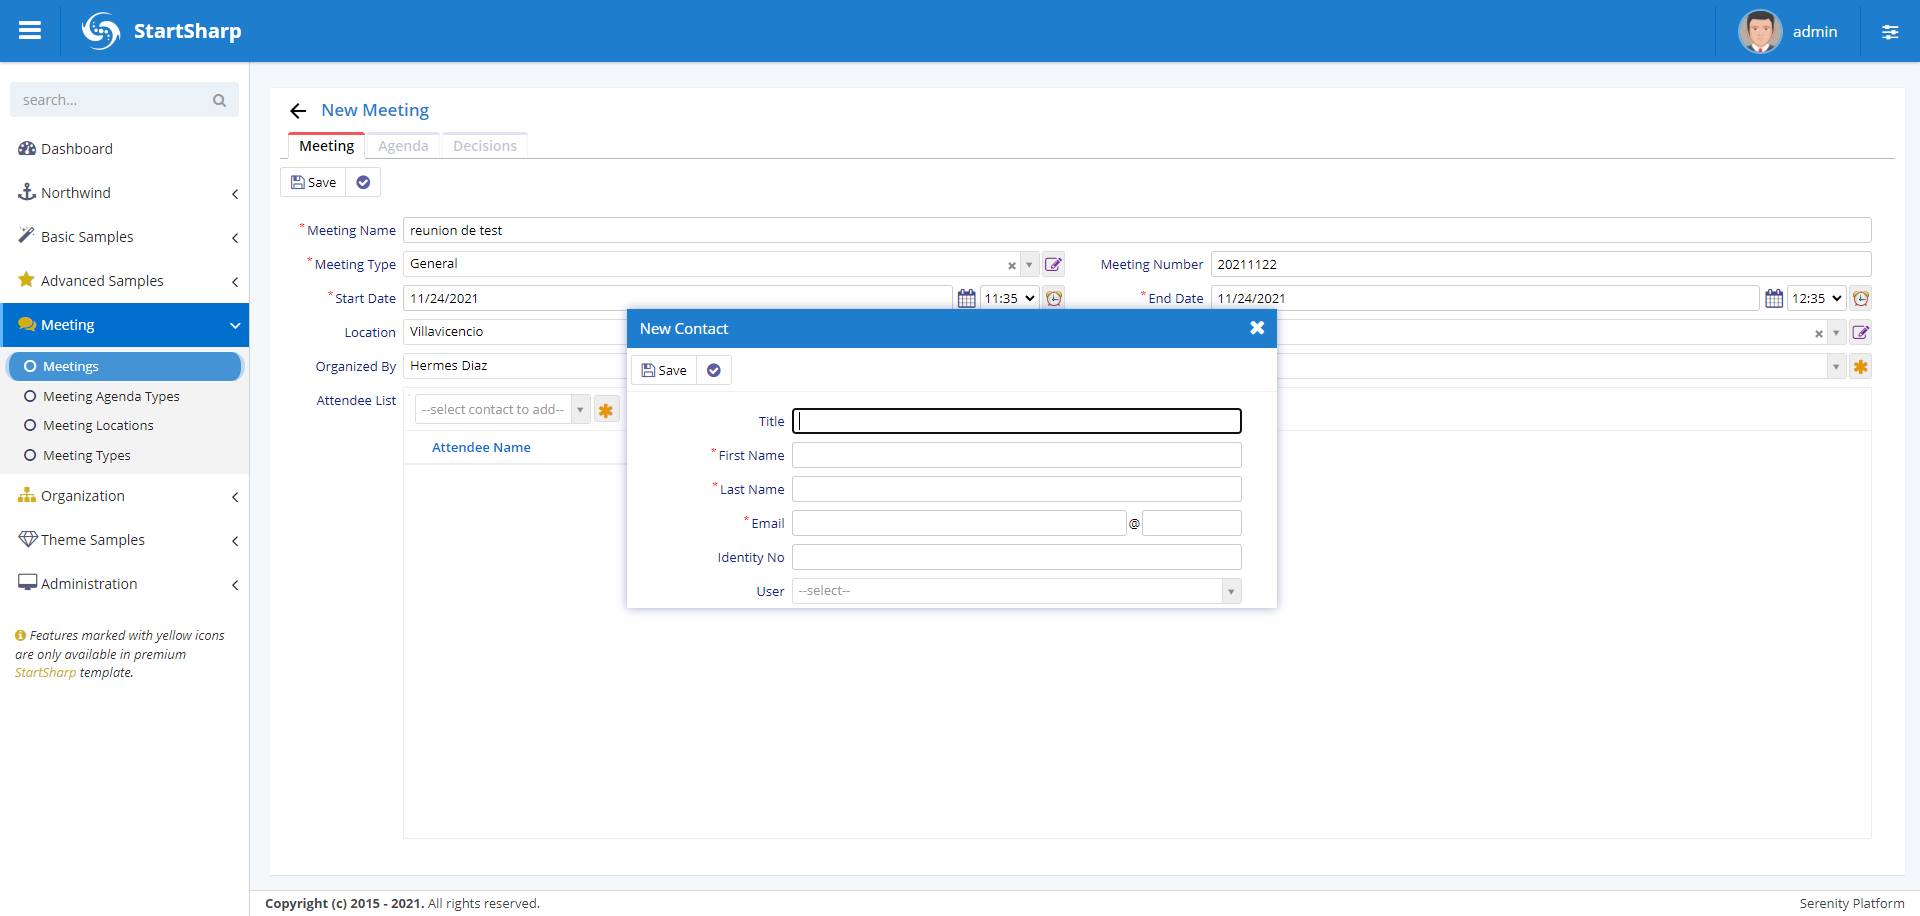 StartSharp
admin
search...
Dashboard
Northwind
Basic Samples
Advanced Samples
Meeting
Meetings
Meeting Agenda Types
Meeting Locations
Meeting Types
Organization
Theme Samples
Administration
Features marked with yellow icons
are only available in premium
StartSharp template.
New Meeting
Meeting Agenda Decisions
Save
*Meeting Name reunion de test
*Meeting Type General
Meeting Number 20211122
*Start Date 11/24/2021 11:35
*End Date 11/24/2021 12:35
Location Villavicencio
Organized By Hermes Diaz
Attendee List --select contact to add--
Attendee Name
New Contact
Save
Title
*First Name
*Last Name
*Email @
Identity No
User --select--
Copyright (c) 2015 - 2021. All rights reserved.
Serenity Platform